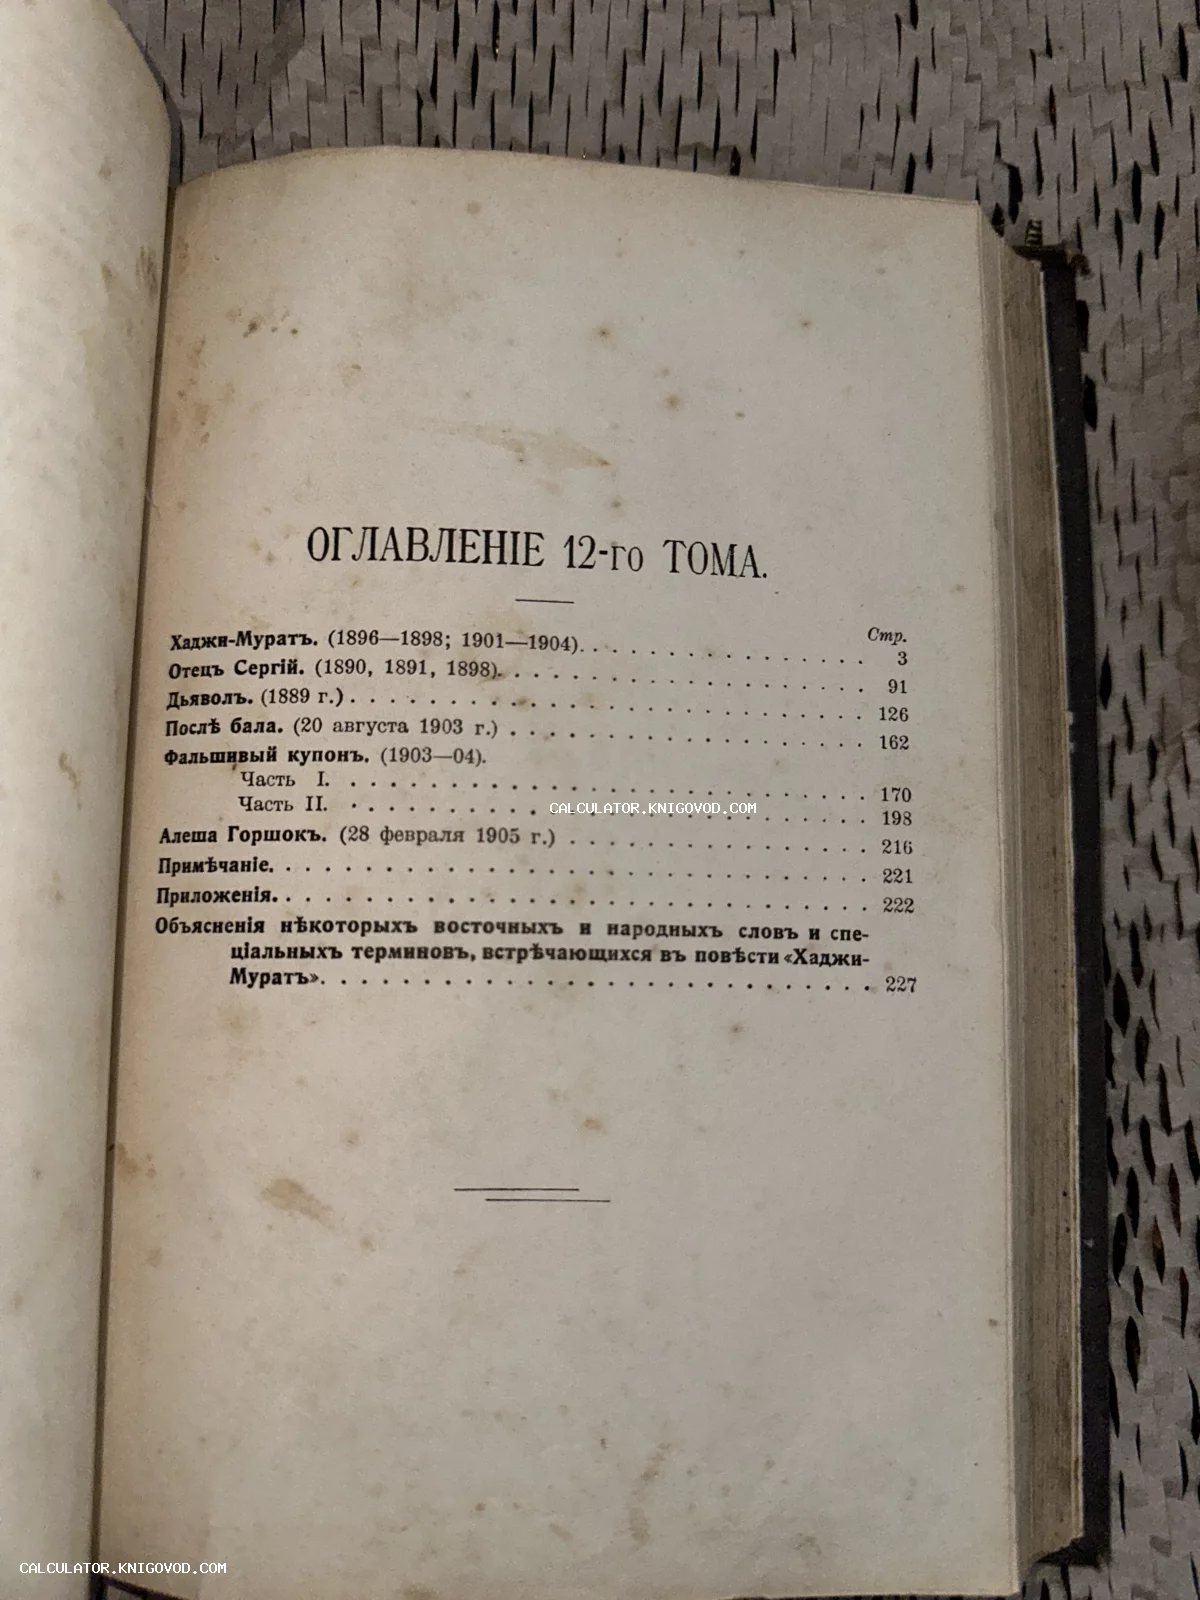 ОГЛАВЛЕНІЕ 12-го ТОМА.
Стр.
Хаджи-Муратъ. (1896—1898; 1901—1904). . . . . . . . . . . . . 3
Отецъ Сергій. (1890, 1891, 1898). . . . . . . . . . . . . . . . . 91
Дьяволъ. (1889 г.) . . . . . . . . . . . . . . . . . . . . . . . . 126
Послѣ бала. (20 августа 1903 г.) . . . . . . . . . . . . . . . . 162
Фальшивый купонъ. (1903—04).
Часть I. . . . . . . . . . . . . . . . . . . . . . . . . 170
Часть II. . . . . . . . . . . . . . . . . . . . . . . . . 198
CALCULATOR.KNIGOVOD.COM
Алеша Горшокъ. (28 февраля 1905 г.) . . . . . . . . . . . . . . 216
Примѣчаніе. . . . . . . . . . . . . . . . . . . . . . . . . . . . 221
Приложенія. . . . . . . . . . . . . . . . . . . . . . . . . . . . 222
Объясненія нѣкоторыхъ восточныхъ и народныхъ словъ и спе-
ціальныхъ терминовъ, встрѣчающихся въ повѣсти «Хаджи-
Муратъ». . . . . . . . . . . . . . . . . . . . . . . . . . 227
CALCULATOR.KNIGOVOD.COM